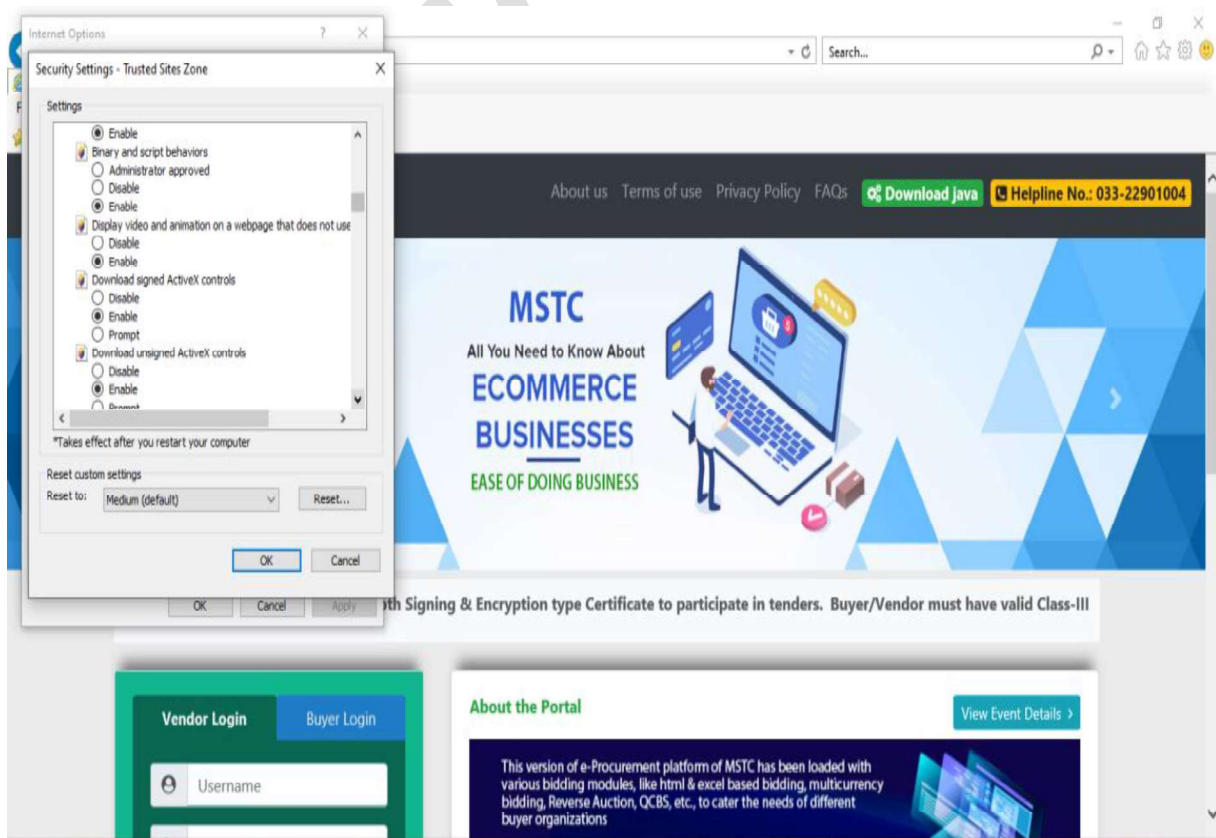 Internet Options
?
Search...
Security Settings - Trusted Sites Zone
Settings
Enable
Binary and script behaviors
Administrator approved
Disable
Enable
Display video and animation on a webpage that does not use
Disable
Enable
Download signed ActiveX controls
Disable
Enable
Prompt
Download unsigned ActiveX controls
Disable
Enable
Prompt
*Takes effect after you restart your computer
Reset custom settings
Reset to:
Medium (default)
Reset...
OK
Cancel
OK
Cancel
Apply
About us
Terms of use
Privacy Policy
FAQs
Download java
Helpline No.: 033-22901004
MSTC
All You Need to Know About
ECOMMERCE
BUSINESSES
EASE OF DOING BUSINESS
5
oth Signing & Encryption type Certificate to participate in tenders. Buyer/Vendor must have valid Class-III
Vendor Login
Buyer Login
Username
About the Portal
View Event Details
This version of e-Procurement platform of MSTC has been loaded with
various bidding modules, like html & excel based bidding, multicurrency
bidding, Reverse Auction, QCBS, etc., to cater the needs of different
buyer organizations